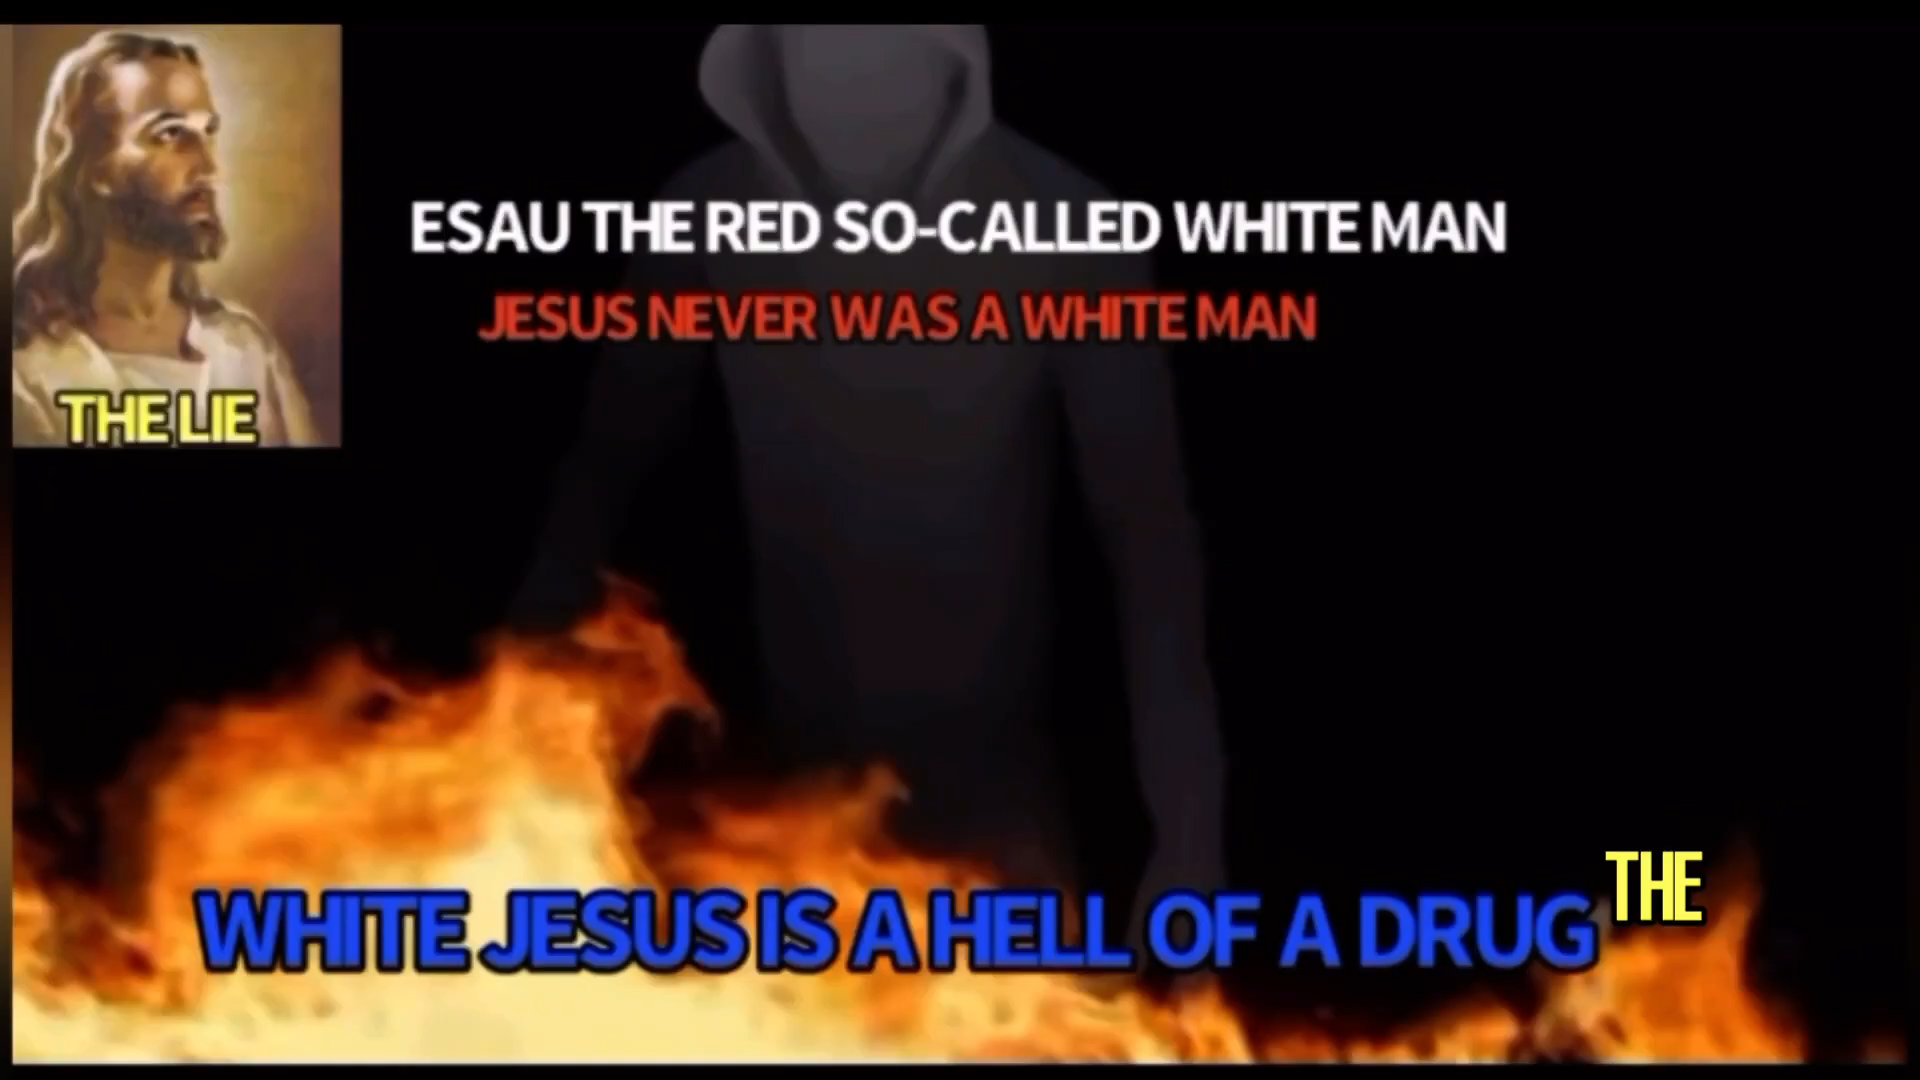 ESAU THE RED SO-CALLED WHITE MAN
JESUS NEVER WAS A WHITE MAN
THE LIE
THE
WHITE JESUS IS A HELL OF A DRUG